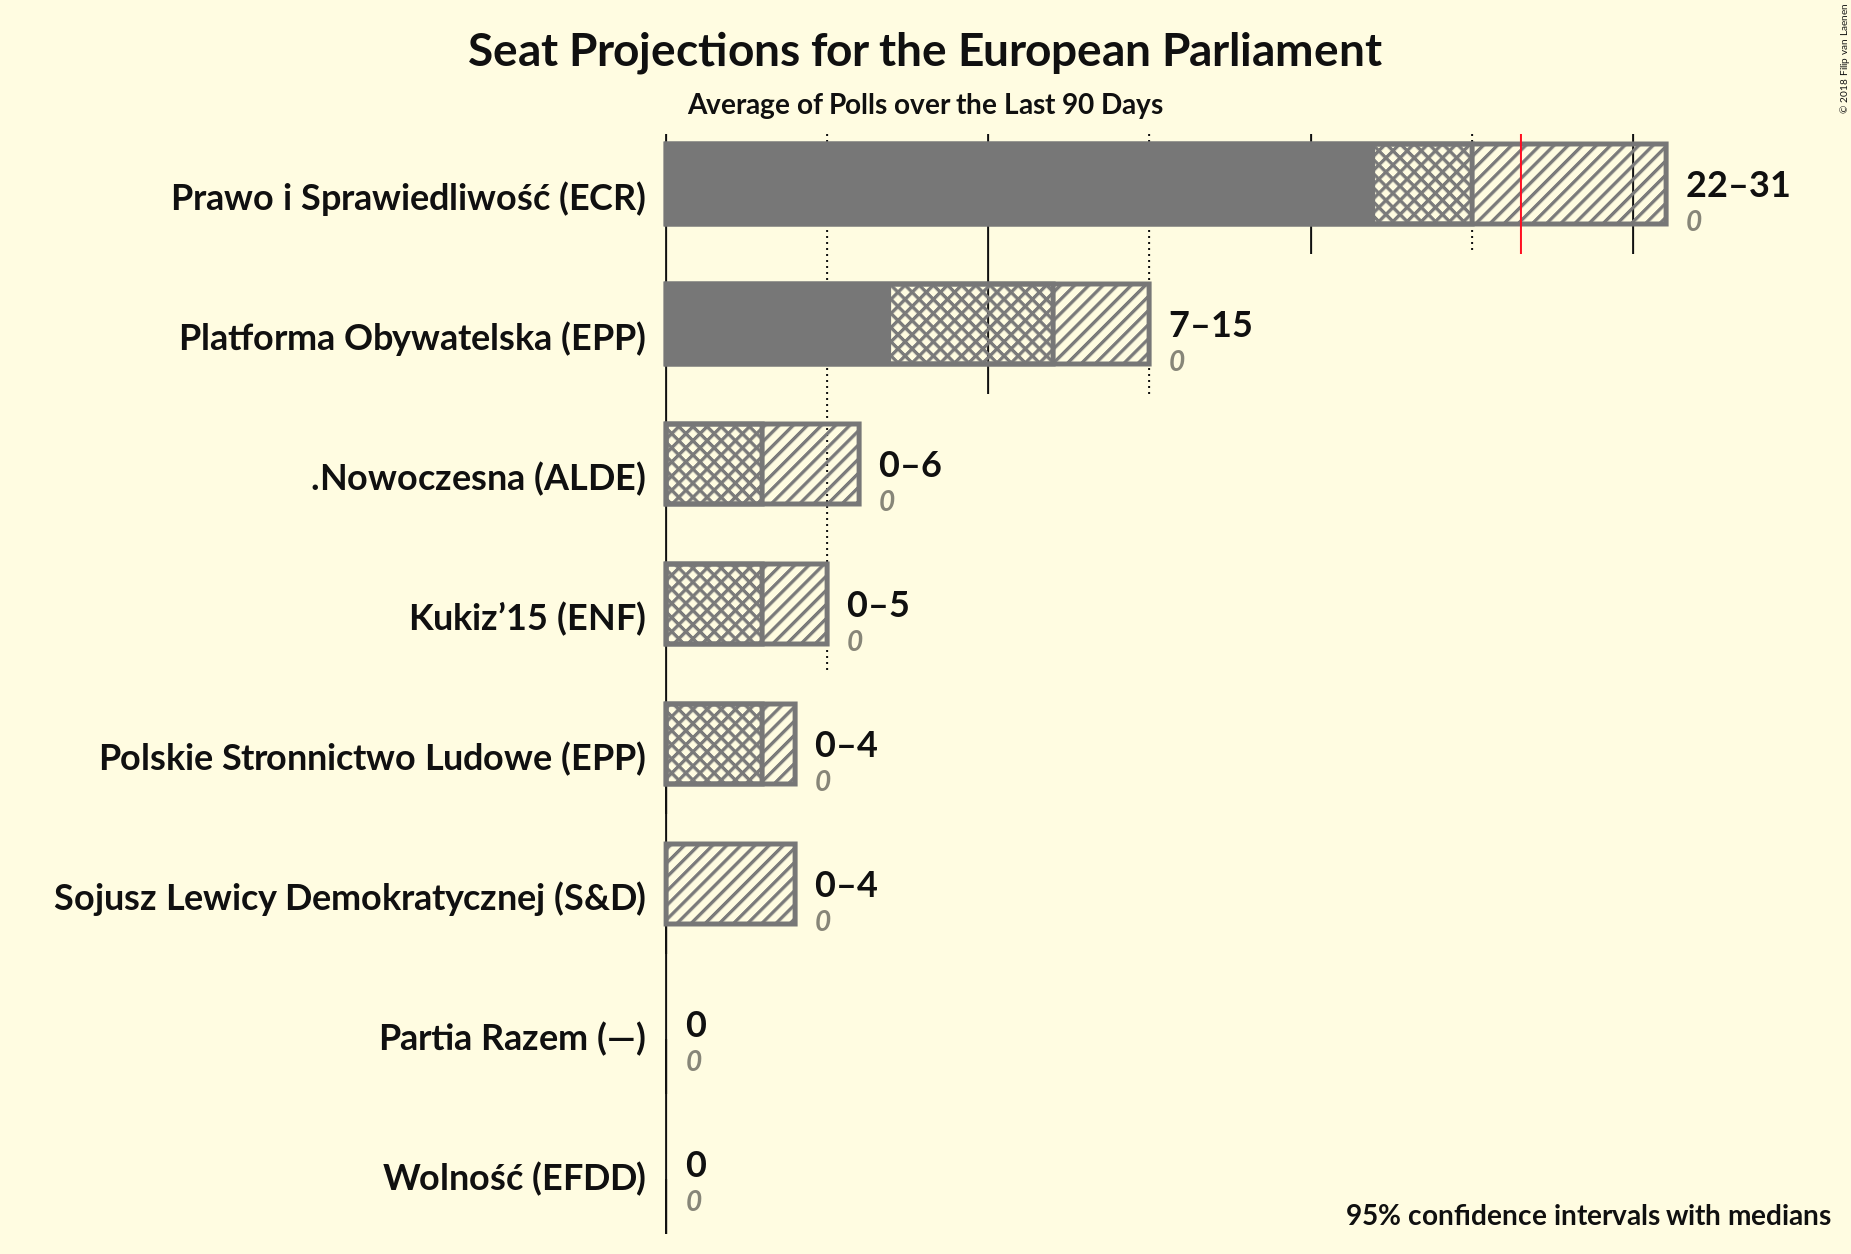 Seat Projections for the European Parliament
Average of Polls over the Last 90 Days
© 2018 Filip van Laenen
Prawo i Sprawiedliwość (ECR)
22–31
0
Platforma Obywatelska (EPP)
7–15
0
.Nowoczesna (ALDE)
0–6
0
Kukiz’15 (ENF)
0–5
0
Polskie Stronnictwo Ludowe (EPP)
0–4
0
Sojusz Lewicy Demokratycznej (S&D)
0–4
0
Partia Razem (—)
0
0
Wolność (EFDD)
0
0
95% confidence intervals with medians